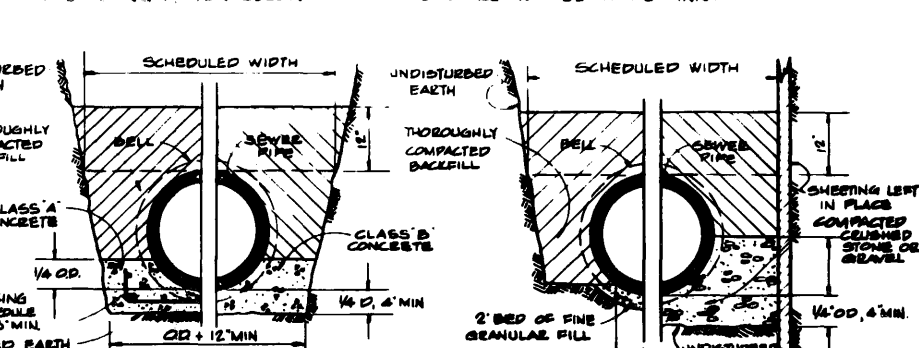 SCHEDULED WIDTH
BELL
SEWER
PIPE
12"
CLASS "B"
CONCRETE
1/4 O.D.
1/4 D, 4" MIN
O.D + 12" MIN
UNDISTURBED
EARTH
SCHEDULED WIDTH
THOROUGHLY
COMPACTED
BACKFILL
BELL
SEWER
PIPE
12"
SHEETING LEFT
IN PLACE
COMPACTED
CRUSHED
STONE OR
GRAVEL
2" BED OF FINE
GRANULAR FILL
1/4" O.D, 4" MIN.